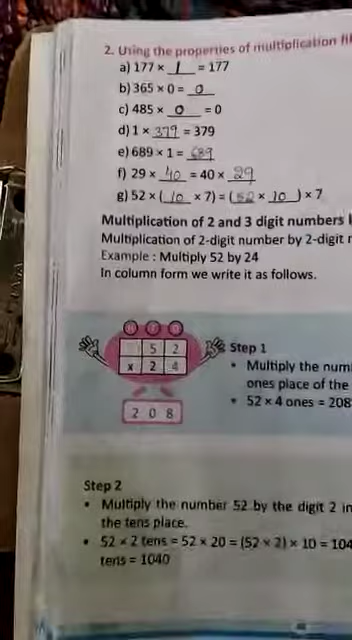 2. Using the properties of multiplication
a) 177 × 1 = 177
b) 365 × 0 = 0
c) 485 × 0 = 0
d) 1 × 379 = 379
e) 689 × 1 = 689
f) 29 × 40 = 40 × 29
g) 52 × ( 10 × 7) = ( 52 × 10 ) × 7
Multiplication of 2 and 3 digit numbers
Multiplication of 2-digit number by 2-digit
Example : Multiply 52 by 24
In column form we write it as follows.
H T O
5 2
x 2 4
2 0 8
Step 1
• Multiply the num
ones place of the
• 52 × 4 ones = 208
Step 2
• Multiply the number 52 by the digit 2 in
the tens place.
• 52 × 2 tens = 52 × 20 = (52 × 2) × 10 = 104
tens = 1040